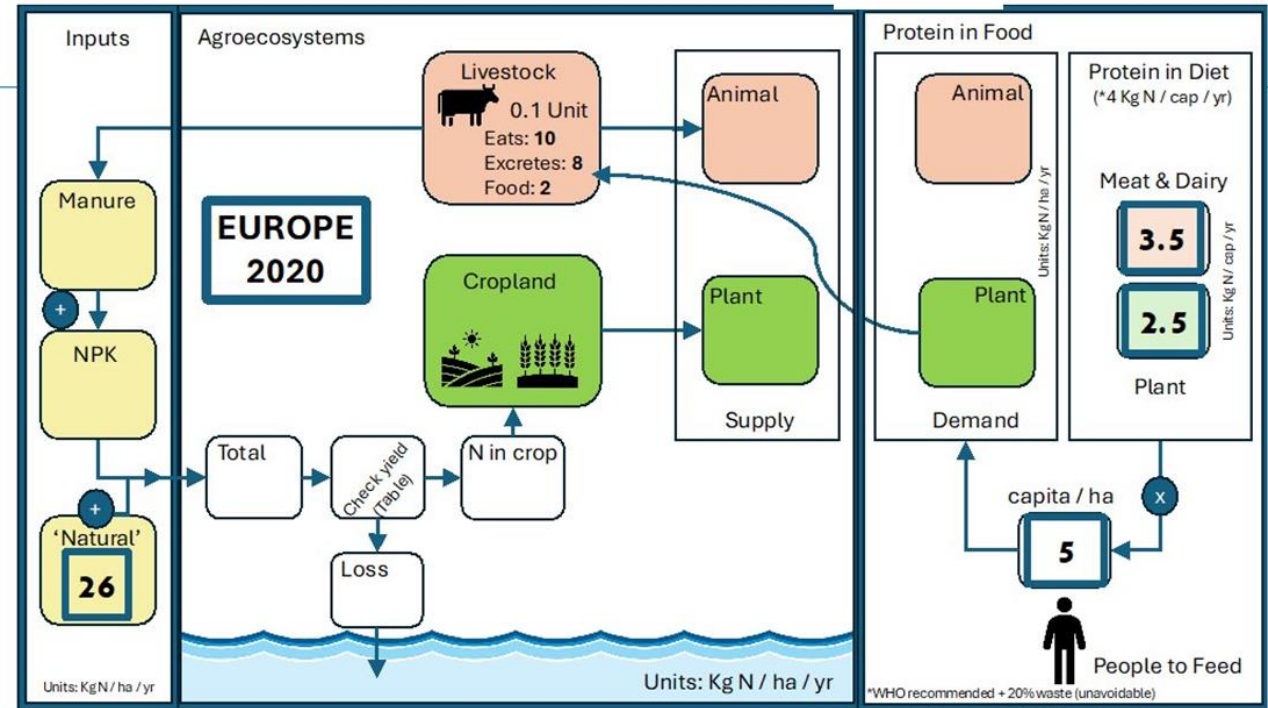 Inputs
Manure
+
NPK
+
‘Natural’
26
Units: Kg N / ha / yr
Agroecosystems
Livestock
0.1 Unit
Eats: 10
Excretes: 8
Food: 2
EUROPE
2020
Cropland
Total
Check yield
(Table)
N in crop
Loss
Units: Kg N / ha / yr
Animal
Plant
Supply
Protein in Food
Animal
Units: Kg N / ha / yr
Plant
Demand
Protein in Diet
(*4 Kg N / cap / yr)
Meat & Dairy
3.5
2.5
Units: Kg N / cap / yr
Plant
x
capita / ha
5
People to Feed
*WHO recommended + 20% waste (unavoidable)